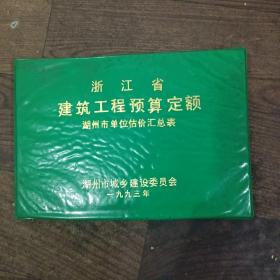 浙江省
建筑工程预算定额
湖州市单位估价汇总表
湖州市城乡建设委员会
一九九三年